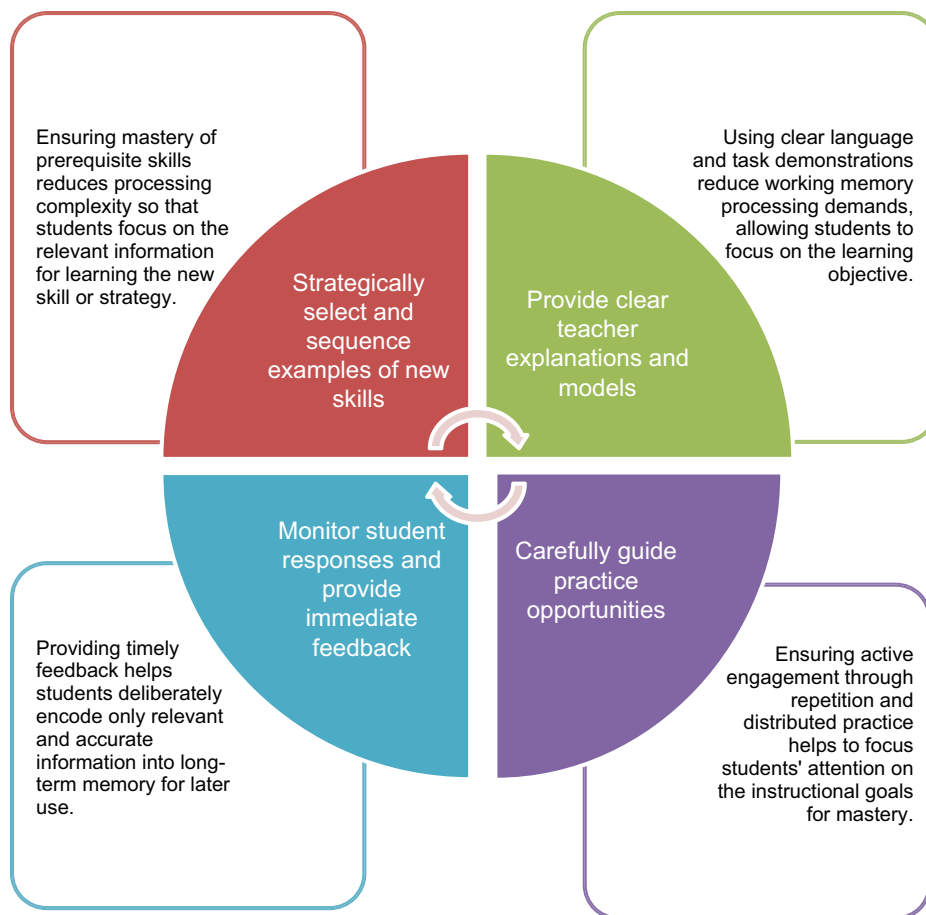 Ensuring mastery of
prerequisite skills
reduces processing
complexity so that
students focus on the
relevant information
for learning the new
skill or strategy.
Strategically
select and
sequence
examples of new
skills
Using clear language
and task demonstrations
reduce working memory
processing demands,
allowing students to
focus on the learning
objective.
Provide clear
teacher
explanations and
models
Monitor student
responses and
provide
immediate
feedback
Providing timely
feedback helps
students deliberately
encode only relevant
and accurate
information into long-
term memory for later
use.
Carefully guide
practice
opportunities
Ensuring active
engagement through
repetition and
distributed practice
helps to focus
students' attention on
the instructional goals
for mastery.